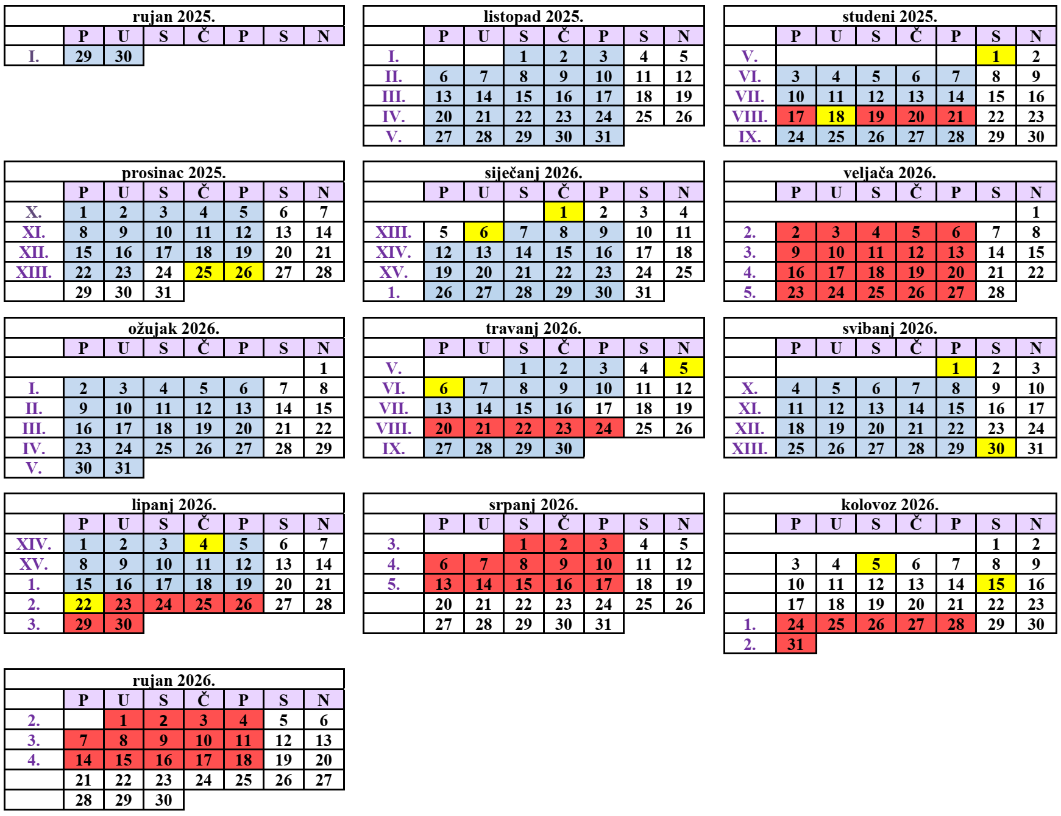 rujan 2025.
P U S Č P S N
I. 29 30
listopad 2025.
P U S Č P S N
I. 1 2 3 4 5
II. 6 7 8 9 10 11 12
III. 13 14 15 16 17 18 19
IV. 20 21 22 23 24 25 26
V. 27 28 29 30 31
studeni 2025.
P U S Č P S N
V. 1 2
VI. 3 4 5 6 7 8 9
VII. 10 11 12 13 14 15 16
VIII. 17 18 19 20 21 22 23
IX. 24 25 26 27 28 29 30
prosinac 2025.
P U S Č P S N
X. 1 2 3 4 5 6 7
XI. 8 9 10 11 12 13 14
XII. 15 16 17 18 19 20 21
XIII. 22 23 24 25 26 27 28
29 30 31
siječanj 2026.
P U S Č P S N
1 2 3 4
XIII. 5 6 7 8 9 10 11
XIV. 12 13 14 15 16 17 18
XV. 19 20 21 22 23 24 25
1. 26 27 28 29 30 31
veljača 2026.
P U S Č P S N
1
2. 2 3 4 5 6 7 8
3. 9 10 11 12 13 14 15
4. 16 17 18 19 20 21 22
5. 23 24 25 26 27 28
ožujak 2026.
P U S Č P S N
1
I. 2 3 4 5 6 7 8
II. 9 10 11 12 13 14 15
III. 16 17 18 19 20 21 22
IV. 23 24 25 26 27 28 29
V. 30 31
travanj 2026.
P U S Č P S N
V. 1 2 3 4 5
VI. 6 7 8 9 10 11 12
VII. 13 14 15 16 17 18 19
VIII. 20 21 22 23 24 25 26
IX. 27 28 29 30
svibanj 2026.
P U S Č P S N
1 2 3
X. 4 5 6 7 8 9 10
XI. 11 12 13 14 15 16 17
XII. 18 19 20 21 22 23 24
XIII. 25 26 27 28 29 30 31
lipanj 2026.
P U S Č P S N
XIV. 1 2 3 4 5 6 7
XV. 8 9 10 11 12 13 14
1. 15 16 17 18 19 20 21
2. 22 23 24 25 26 27 28
3. 29 30
srpanj 2026.
P U S Č P S N
3. 1 2 3 4 5
4. 6 7 8 9 10 11 12
5. 13 14 15 16 17 18 19
20 21 22 23 24 25 26
27 28 29 30 31
kolovoz 2026.
P U S Č P S N
1 2
3 4 5 6 7 8 9
10 11 12 13 14 15 16
17 18 19 20 21 22 23
1. 24 25 26 27 28 29 30
2. 31
rujan 2026.
P U S Č P S N
2. 1 2 3 4 5 6
3. 7 8 9 10 11 12 13
4. 14 15 16 17 18 19 20
21 22 23 24 25 26 27
28 29 30